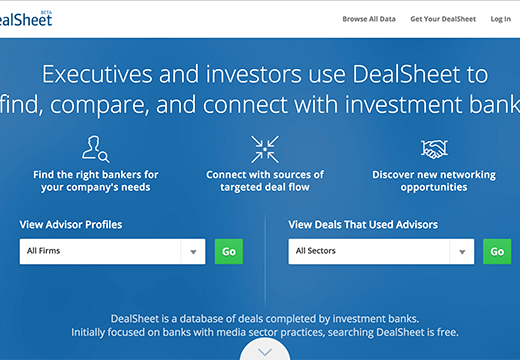 ealSheet BETA
Browse All Data Get Your DealSheet Log In
Executives and investors use DealSheet to
find, compare, and connect with investment bank
Find the right bankers for
your company's needs
Connect with sources of
targeted deal flow
Discover new networking
opportunities
View Advisor Profiles
All Firms Go
View Deals That Used Advisors
All Sectors Go
DealSheet is a database of deals completed by investment banks.
Initially focused on banks with media sector practices, searching DealSheet is free.